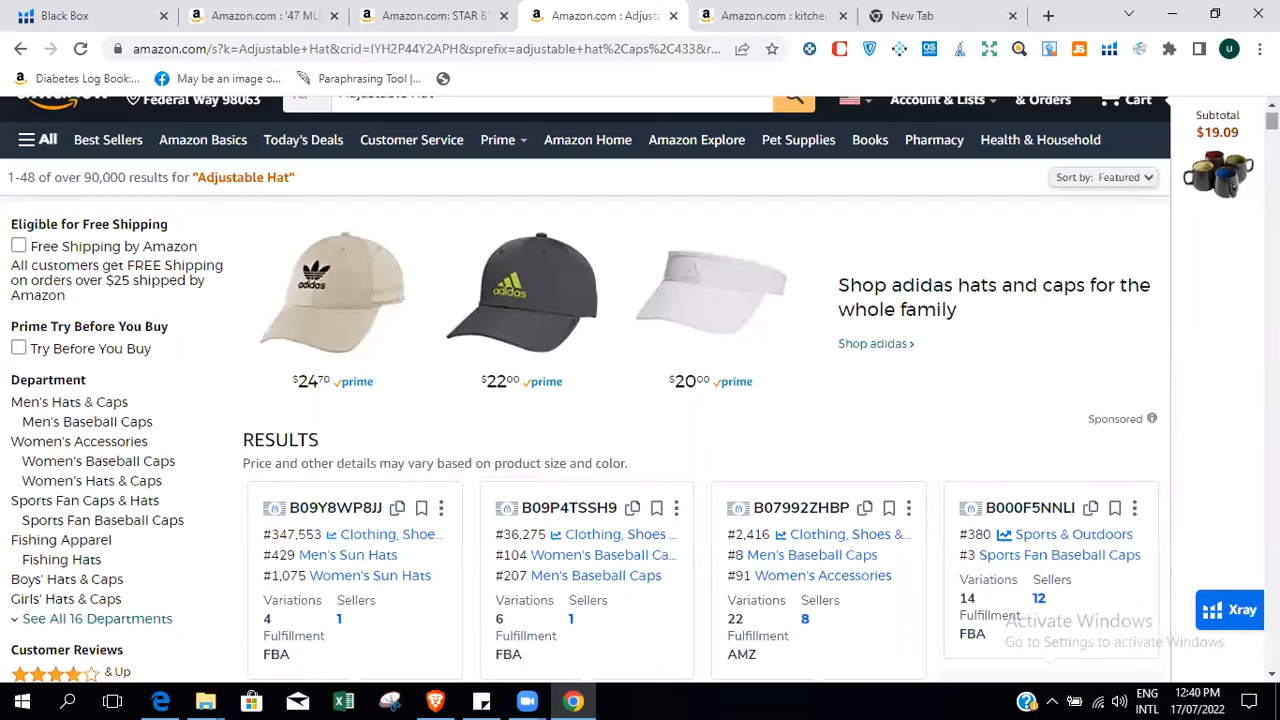 Black Box
Amazon.com : '47 ML
Amazon.com: STAR B
Amazon.com : Adjusta
Amazon.com : kitchen
New Tab
amazon.com/s?k=Adjustable+Hat&crid=IYH2P44Y2APH&sprefix=adjustable+hat%2Caps%2C433&r...
Diabetes Log Book:...
May be an image o...
Paraphrasing Tool |...
Federal Way 98063
Account & Lists
& Orders
Cart
All
Best Sellers
Amazon Basics
Today's Deals
Customer Service
Prime
Amazon Home
Amazon Explore
Pet Supplies
Books
Pharmacy
Health & Household
Subtotal
$19.09
1-48 of over 90,000 results for "Adjustable Hat"
Sort by: Featured
Eligible for Free Shipping
Free Shipping by Amazon
All customers get FREE Shipping
on orders over $25 shipped by
Amazon
Prime Try Before You Buy
Try Before You Buy
Department
Men's Hats & Caps
Men's Baseball Caps
Women's Accessories
Women's Baseball Caps
Women's Hats & Caps
Sports Fan Caps & Hats
Sports Fan Baseball Caps
Fishing Apparel
Fishing Hats
Boys' Hats & Caps
Girls' Hats & Caps
See All 16 Departments
Customer Reviews
& Up
adidas
adidas
$24.70 prime
$22.00 prime
$20.00 prime
Shop adidas hats and caps for the
whole family
Shop adidas ›
Sponsored
RESULTS
Price and other details may vary based on product size and color.
B09Y8WP8JJ
#347,553 Clothing, Shoe...
#429 Men's Sun Hats
#1,075 Women's Sun Hats
Variations Sellers
4 1
Fulfillment
FBA
B09P4TSSH9
#36,275 Clothing, Shoes ...
#104 Women's Baseball Ca...
#207 Men's Baseball Caps
Variations Sellers
6 1
Fulfillment
FBA
B07992ZHBP
#2,416 Clothing, Shoes &...
#8 Men's Baseball Caps
#91 Women's Accessories
Variations Sellers
22 8
Fulfillment
AMZ
B000F5NNLI
#380 Sports & Outdoors
#3 Sports Fan Baseball Caps
Variations Sellers
14 12
Fulfillment
FBA
Xray
Activate Windows
Go to Settings to activate Windows.
ENG
INTL
12:40 PM
17/07/2022